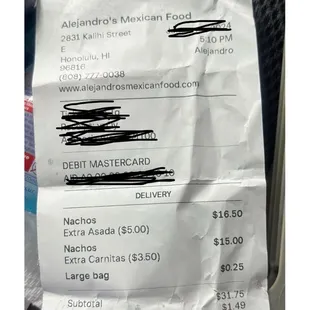 Alejandro's Mexican Food
2831 Kalihi Street
E
5:10 PM
Honolulu, HI
Alejandro
96816
(808) 777-0038
www.alejandrosmexicanfood.com
DEBIT MASTERCARD
DELIVERY
Nachos $16.50
Extra Asada ($5.00)
Nachos $15.00
Extra Carnitas ($3.50)
Large bag $0.25
Subtotal $31.75
$1.49